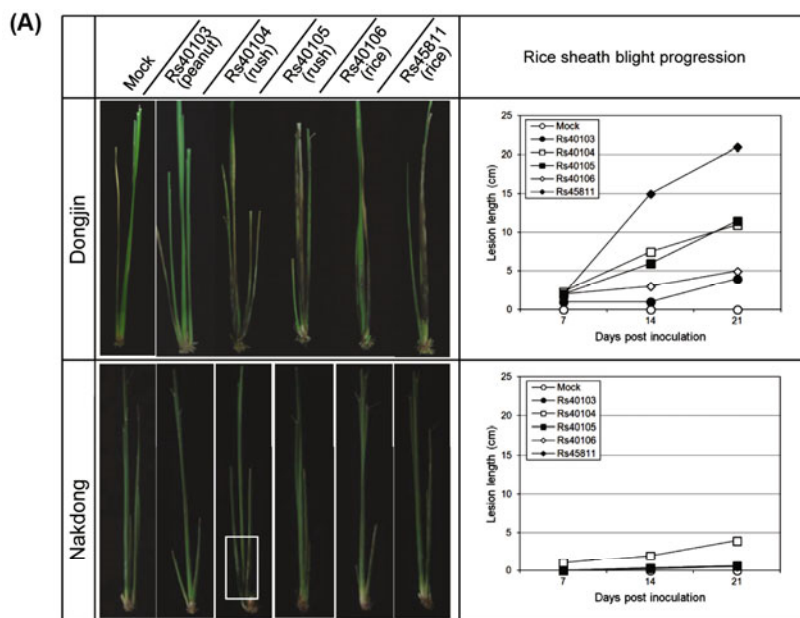 (A)
Mock
Rs40103
(peanut)
Rs40104
(rush)
Rs40105
(rush)
Rs40106
(rice)
Rs45811
(rice)
Rice sheath blight progression
Dongjin
25
20
15
10
5
0
Lesion length (cm)
Mock
Rs40103
Rs40104
Rs40105
Rs40106
Rs45811
7
14
21
Days post inoculation
Nakdong
25
20
15
10
5
0
Lesion length (cm)
Mock
Rs40103
Rs40104
Rs40105
Rs40106
Rs45811
7
14
21
Days post inoculation